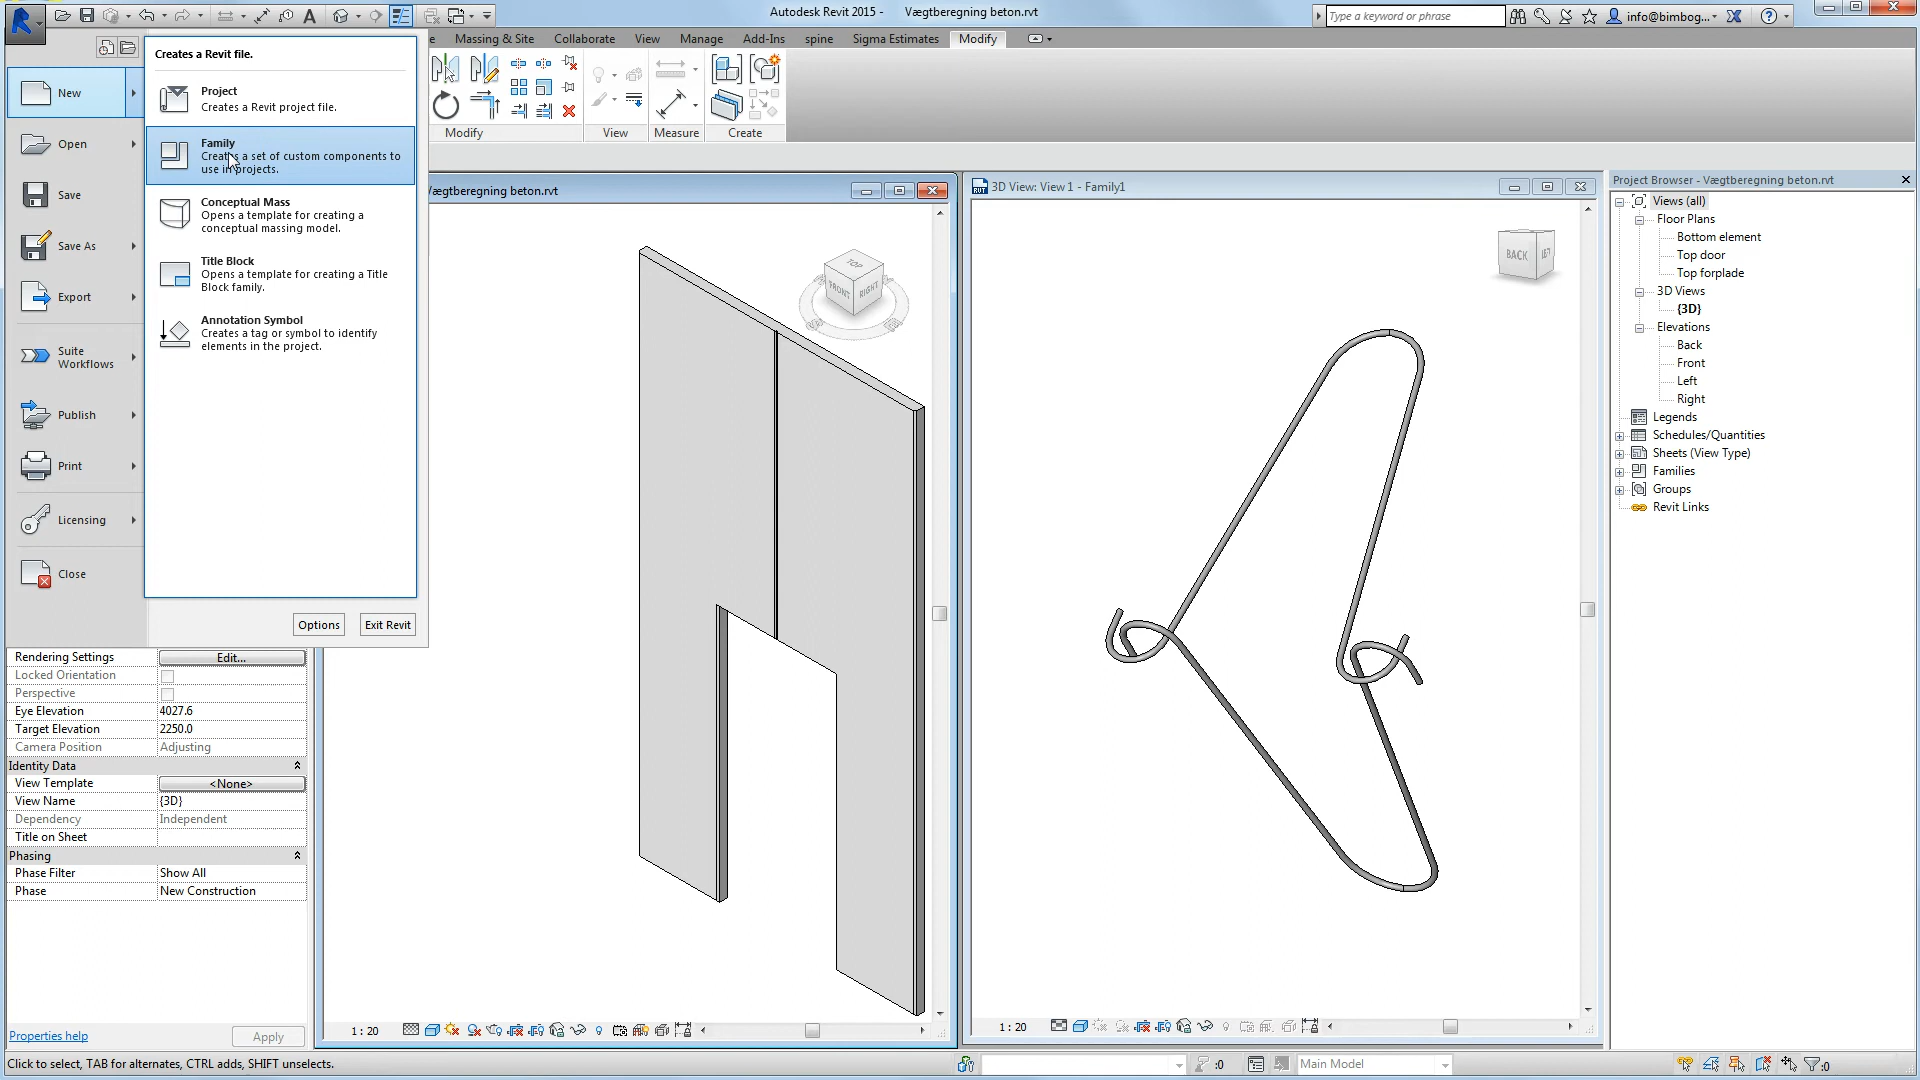 Autodesk Revit 2015 - Vægtberegning beton.rvt
Type a keyword or phrase
info@bimbog...
Massing & Site
Collaborate
View
Manage
Add-Ins
spine
Sigma Estimates
Modify
Modify
View
Measure
Create
Creates a Revit file.
New
Project
Creates a Revit project file.
Family
Creates a set of custom components to
use in projects.
Open
Save
Conceptual Mass
Opens a template for creating a
conceptual massing model.
Save As
Title Block
Opens a template for creating a Title
Block family.
Export
Annotation Symbol
Creates a tag or symbol to identify
elements in the project.
Suite
Workflows
Publish
Print
Licensing
Close
Options
Exit Revit
Rendering Settings
Edit...
Locked Orientation
Perspective
Eye Elevation
4027.6
Target Elevation
2250.0
Camera Position
Adjusting
Identity Data
View Template
<None>
View Name
{3D}
Dependency
Independent
Title on Sheet
Phasing
Phase Filter
Show All
Phase
New Construction
Properties help
Apply
ægtberegning beton.rvt
TOP
FRONT
RIGHT
1 : 20
3D View: View 1 - Family1
BACK
1 : 20
Project Browser - Vægtberegning beton.rvt
Views (all)
Floor Plans
Bottom element
Top door
Top forplade
3D Views
{3D}
Elevations
Back
Front
Left
Right
Legends
Schedules/Quantities
Sheets (View Type)
Families
Groups
Revit Links
Click to select, TAB for alternates, CTRL adds, SHIFT unselects.
:0
Main Model
:0